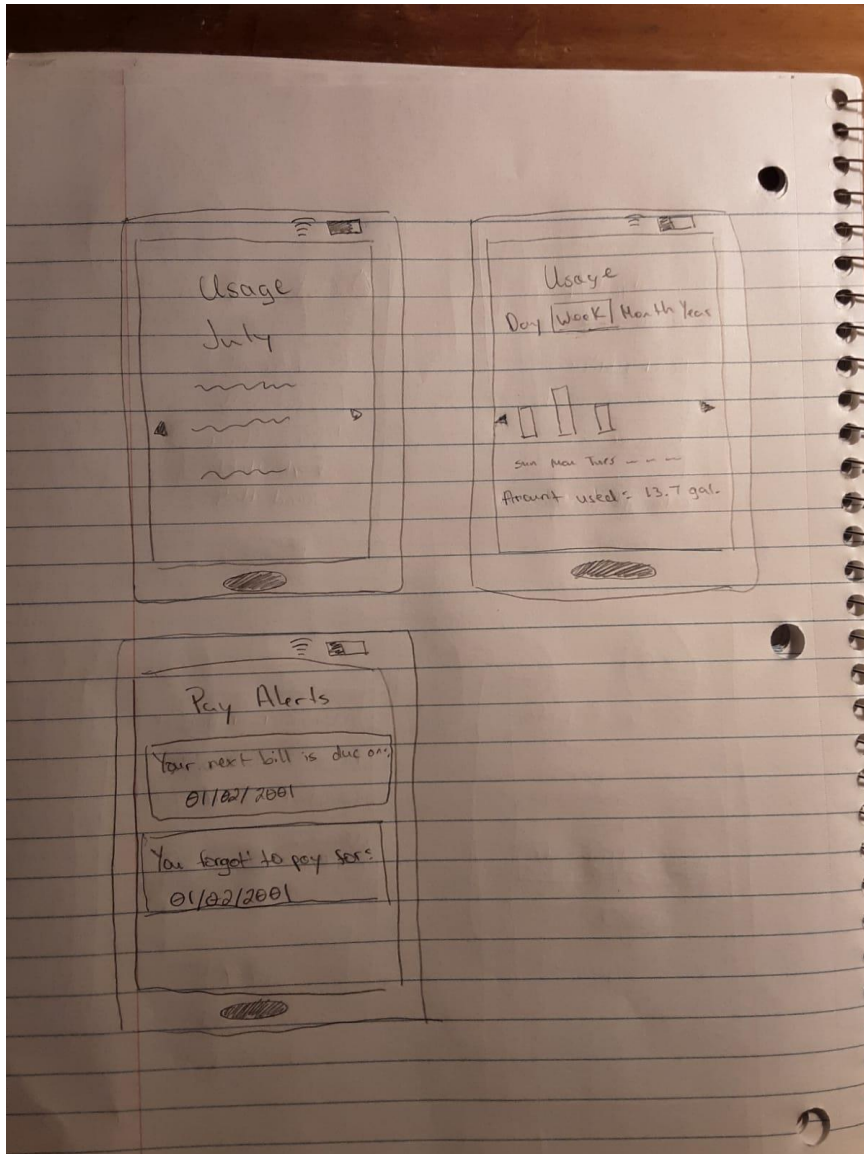 Usage
July
Usage
Day Week Month Year
Sun Mon Tues - - -
Amount used: 13.7 gal.
Pay Alerts
Your next bill is due on:
01/02/2001
You forgot to pay for:
01/02/2001